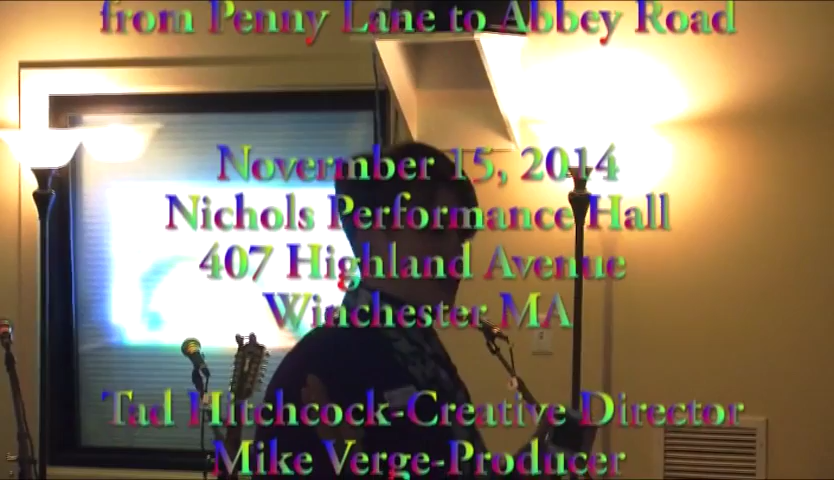 from Penny Lane to Abbey Road
November 15, 2014
Nichols Performance Hall
407 Highland Avenue
Winchester MA
Tad Hitchcock-Creative Director
Mike Verge-Producer